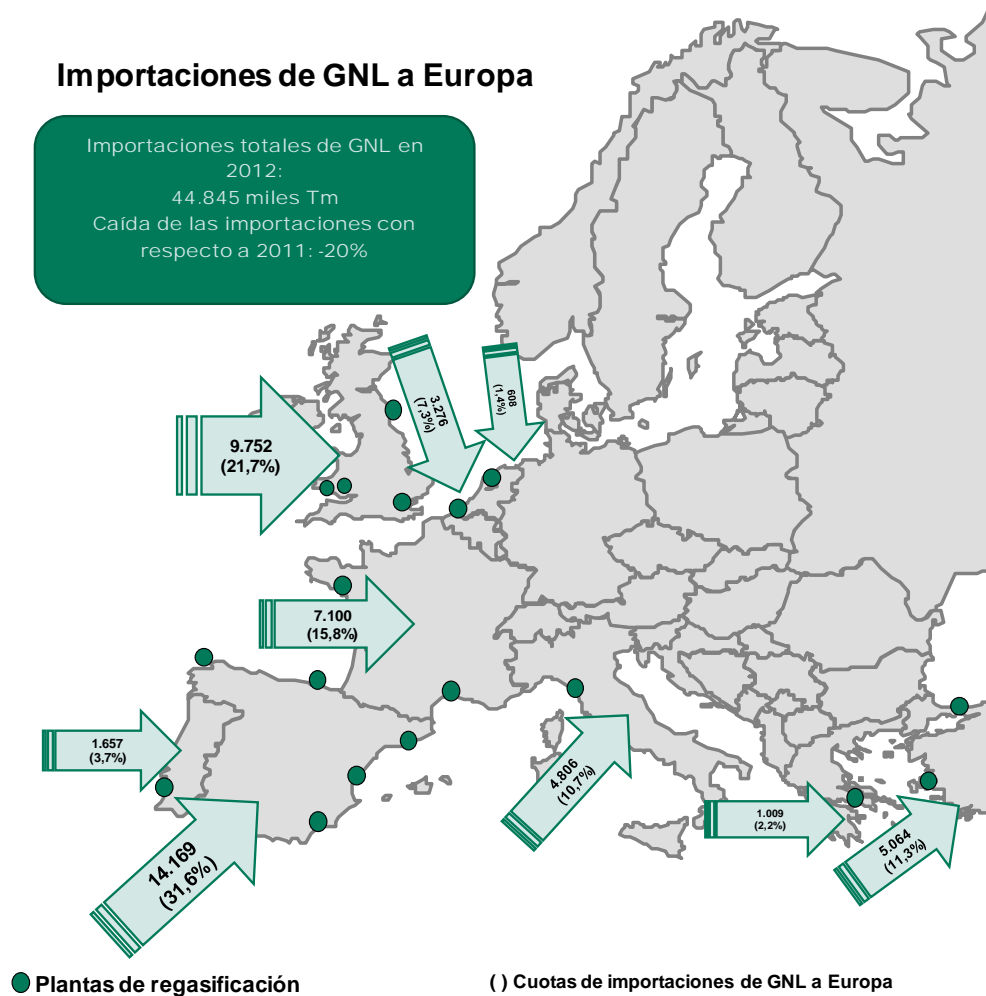 Importaciones de GNL a Europa
Importaciones totales de GNL en
2012:
44.845 miles Tm
Caída de las importaciones con
respecto a 2011: -20%
3.276
(7,3%)
608
(1,4%)
9.752
(21,7%)
7.100
(15,8%)
1.657
(3,7%)
14.169
(31,6%)
4.806
(10,7%)
1.009
(2,2%)
5.064
(11,3%)
Plantas de regasificación
( ) Cuotas de importaciones de GNL a Europa